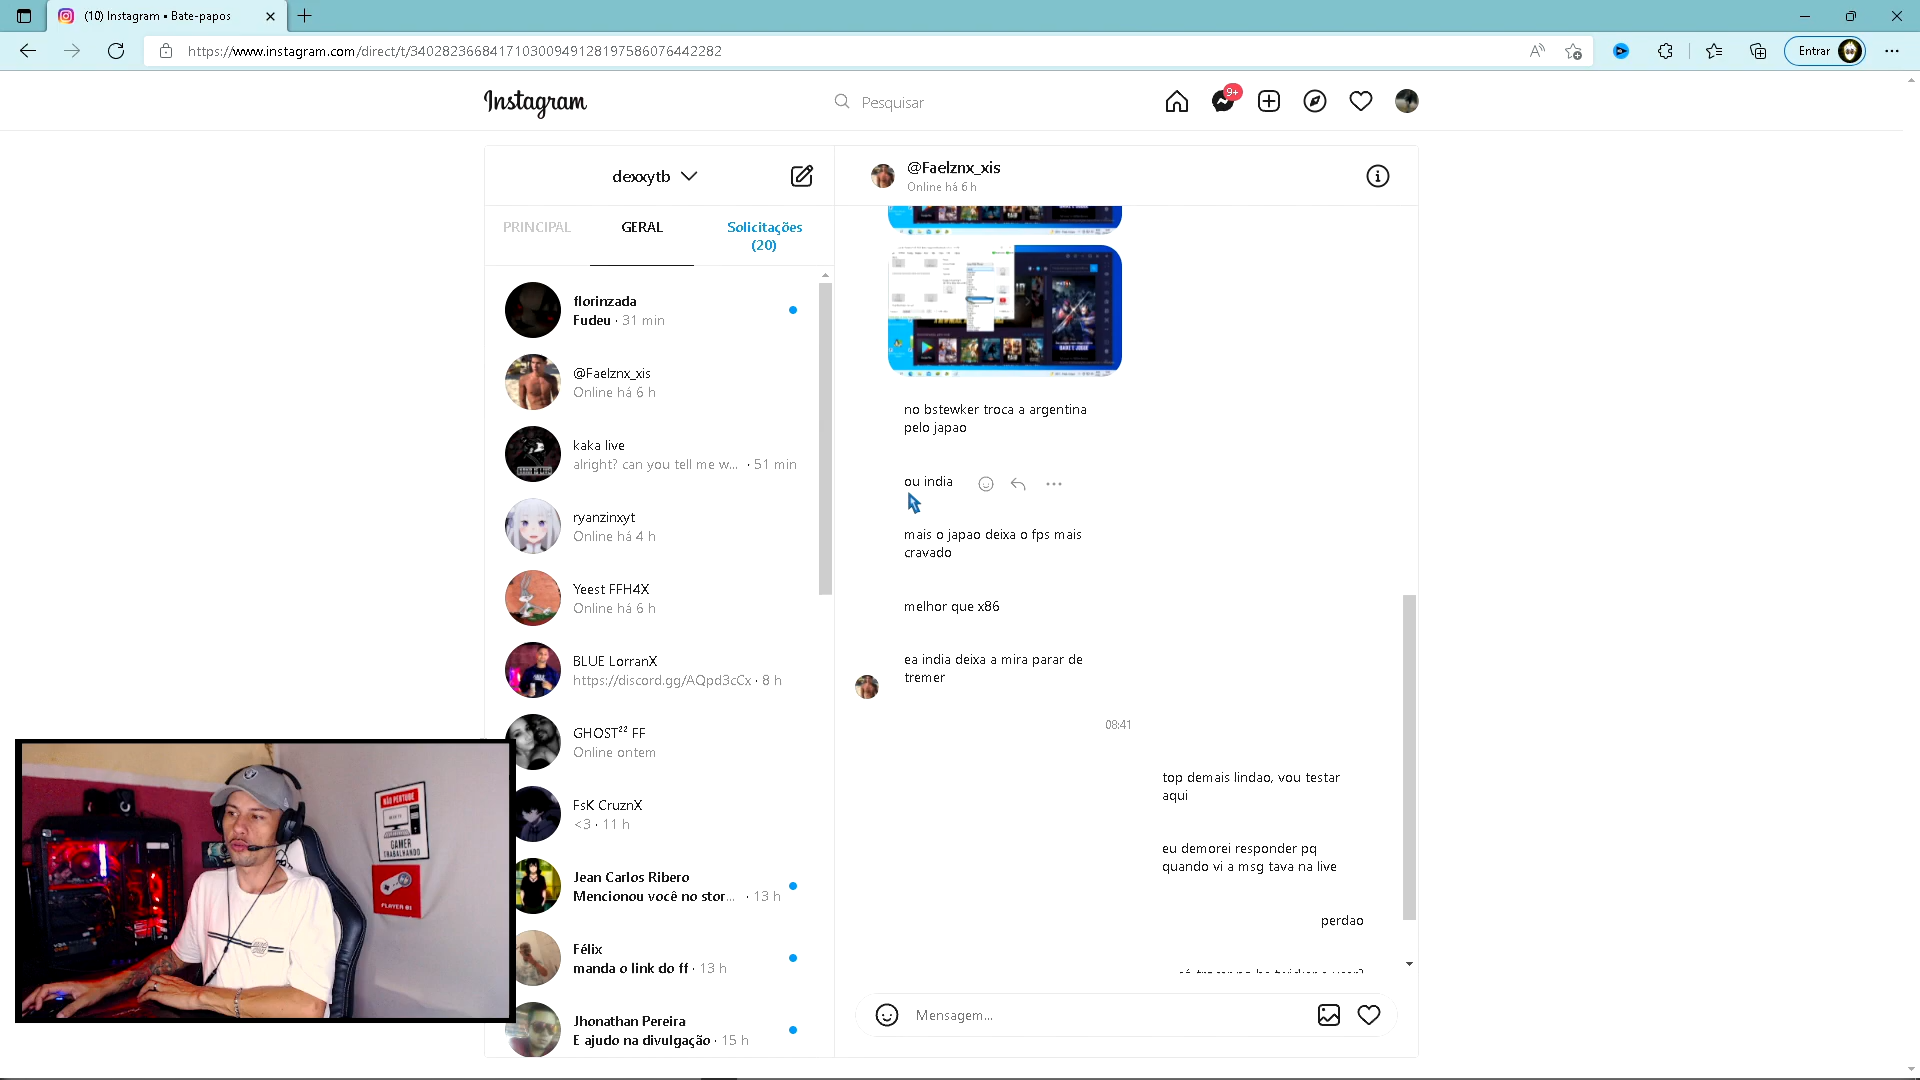 (10) Instagram • Bate-papos
https://www.instagram.com/direct/t/340282366841710300949128197586076442282
Entrar
Instagram
Pesquisar
9+
dexxytb
PRINCIPAL
GERAL
Solicitações
(20)
florinzada
Fudeu · 31 min
@Faelznx_xis
Online há 6 h
kaka live
alright? can you tell me w... · 51 min
ryanzinxyt
Online há 4 h
Yeest FFH4X
Online há 6 h
BLUE LorranX
https://discord.gg/AQpd3cCx · 8 h
GHOST²² FF
Online ontem
FsK CruznX
<3 · 11 h
Jean Carlos Ribero
Mencionou você no stor... · 13 h
Félix
manda o link do ff · 13 h
Jhonathan Pereira
E ajudo na divulgação · 15 h
@Faelznx_xis
Online há 6 h
no bstewker troca a argentina
pelo japao
ou india
mais o japao deixa o fps mais
cravado
melhor que x86
ea india deixa a mira parar de
tremer
08:41
top demais lindao, vou testar
aqui
eu demorei responder pq
quando vi a msg tava na live
perdao
Mensagem...
NÃO PERTURBE
GAMER
TRABALHANDO
PLAYER 01